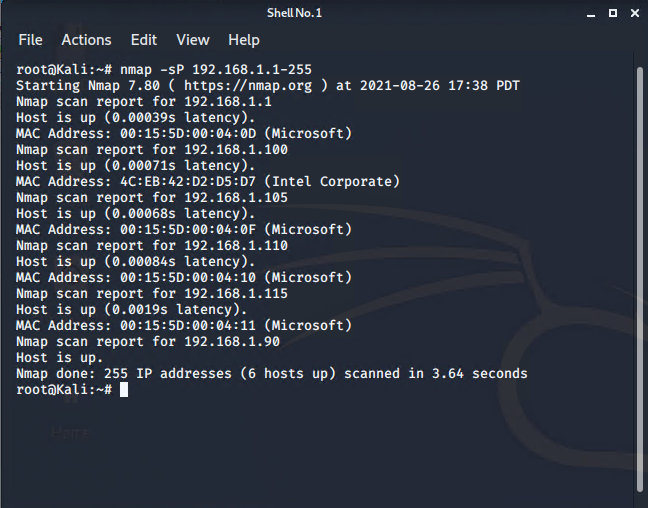 Shell No. 1
File Actions Edit View Help
root@Kali:~# nmap -sP 192.168.1.1-255
Starting Nmap 7.80 ( https://nmap.org ) at 2021-08-26 17:38 PDT
Nmap scan report for 192.168.1.1
Host is up (0.00039s latency).
MAC Address: 00:15:5D:00:04:0D (Microsoft)
Nmap scan report for 192.168.1.100
Host is up (0.00071s latency).
MAC Address: 4C:EB:42:D2:D5:D7 (Intel Corporate)
Nmap scan report for 192.168.1.105
Host is up (0.00068s latency).
MAC Address: 00:15:5D:00:04:0F (Microsoft)
Nmap scan report for 192.168.1.110
Host is up (0.00084s latency).
MAC Address: 00:15:5D:00:04:10 (Microsoft)
Nmap scan report for 192.168.1.115
Host is up (0.0019s latency).
MAC Address: 00:15:5D:00:04:11 (Microsoft)
Nmap scan report for 192.168.1.90
Host is up.
Nmap done: 255 IP addresses (6 hosts up) scanned in 3.64 seconds
root@Kali:~#